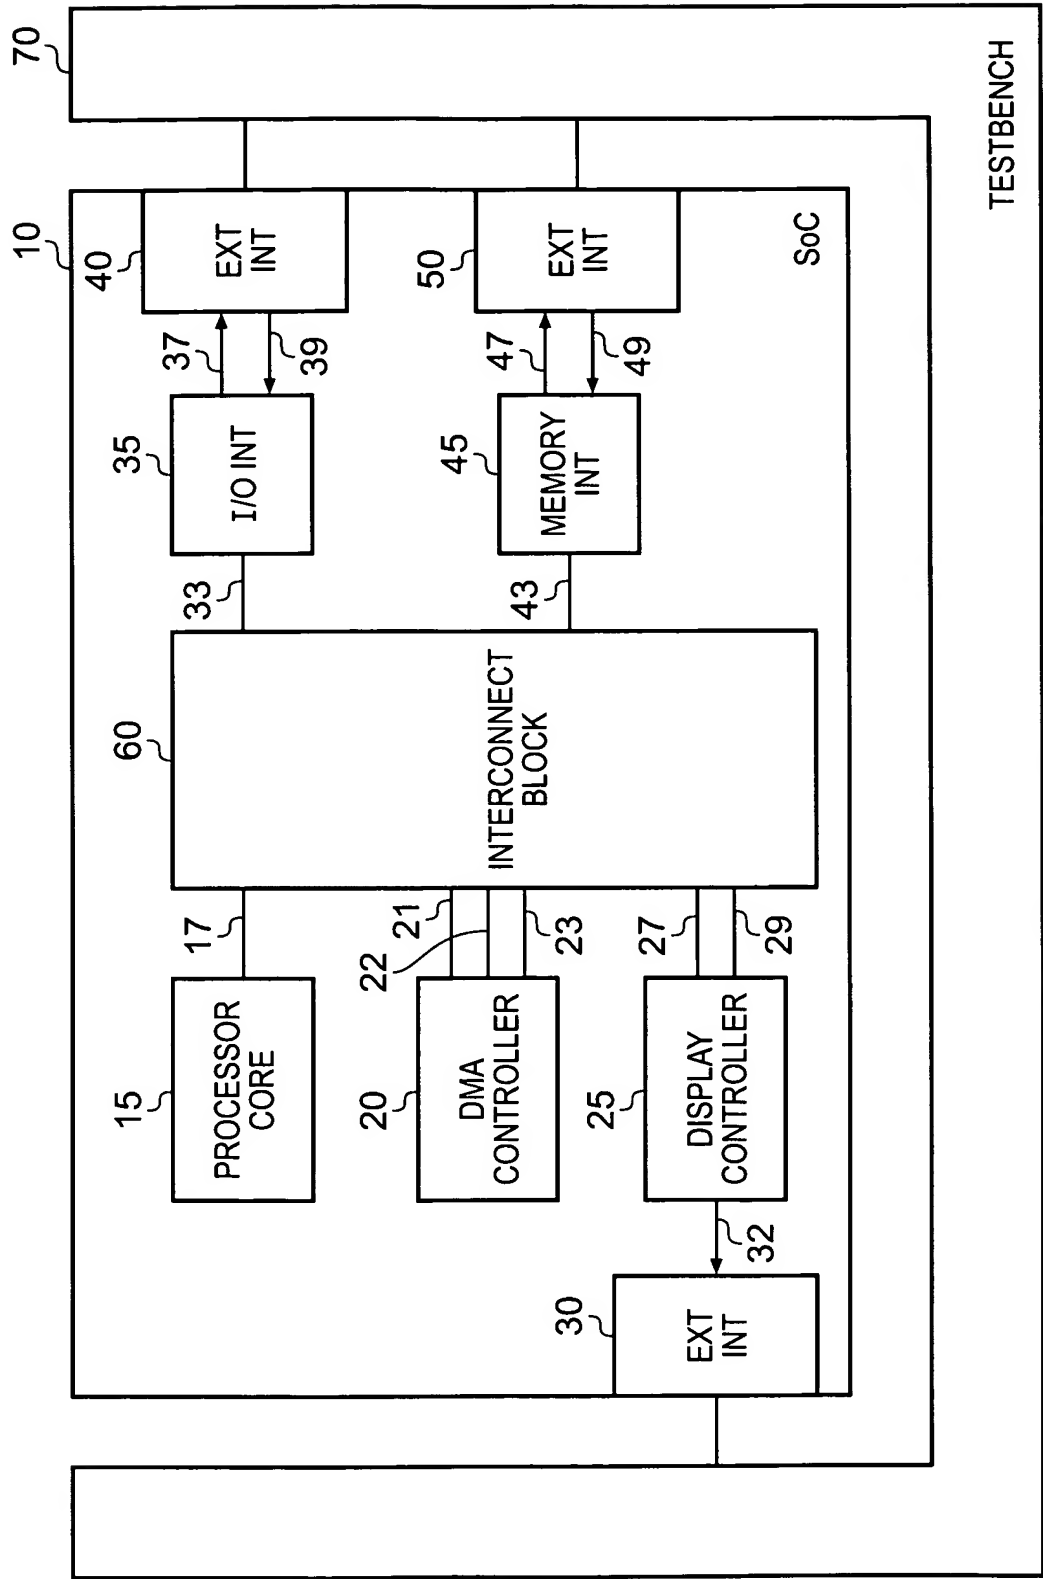 70
10
15
PROCESSOR
CORE
17
60
33
35
I/O INT
37
39
40
EXT
INT
20
DMA
CONTROLLER
21
22
23
INTERCONNECT
BLOCK
43
45
MEMORY
INT
47
49
50
EXT
INT
30
EXT
INT
32
25
DISPLAY
CONTROLLER
27
29
SoC
TESTBENCH